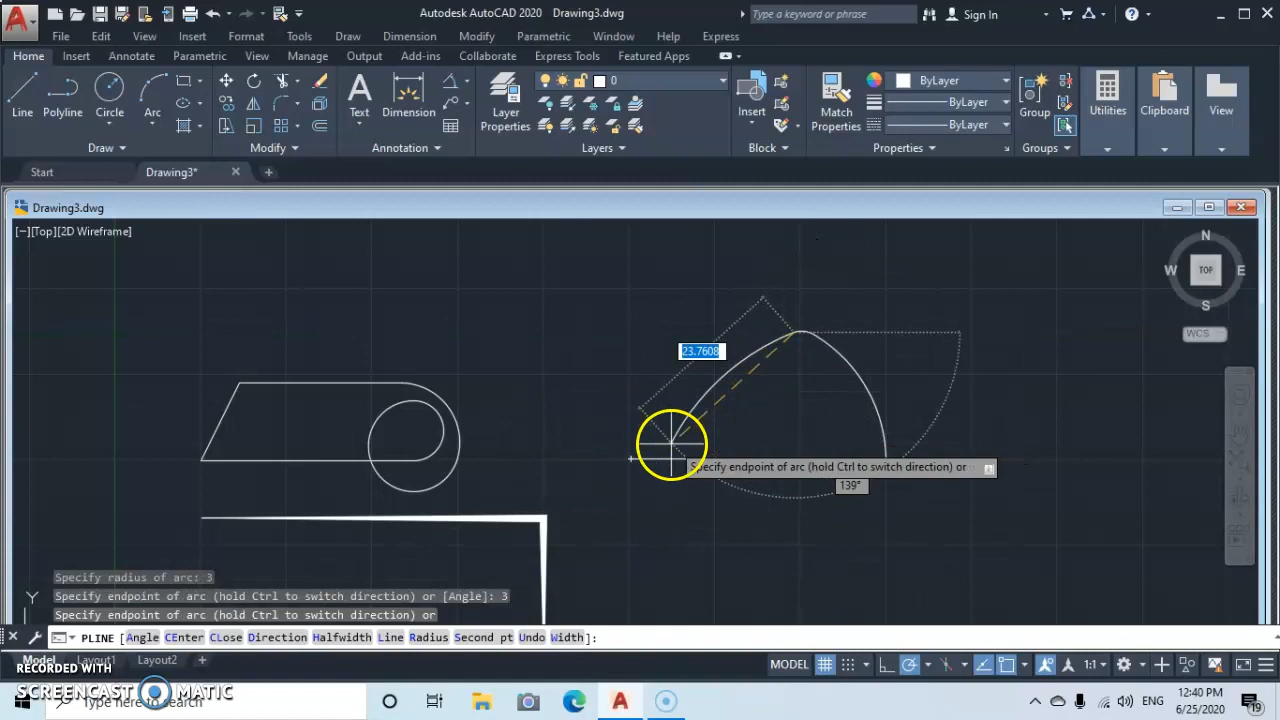 Autodesk AutoCAD 2020 Drawing3.dwg
Type a keyword or phrase
Sign In
File Edit View Insert Format Tools Draw Dimension Modify Parametric Window Help Express
Home Insert Annotate Parametric View Manage Output Add-ins Collaborate Express Tools Featured Apps
Line Polyline Circle Arc
Text Dimension
Layer Properties
0
Insert
Match Properties
ByLayer
ByLayer
ByLayer
Group
Utilities
Clipboard
View
Draw Modify Annotation Layers Block Properties Groups
Start Drawing3*
Drawing3.dwg
[−][Top][2D Wireframe]
N
W TOP E
S
WCS
23.7608
Specify endpoint of arc (hold Ctrl to switch direction) or
139°
Specify radius of arc: 3
Specify endpoint of arc (hold Ctrl to switch direction) or [Angle]: 3
Specify endpoint of arc (hold Ctrl to switch direction) or
Y
PLINE [Angle CEnter CLose Direction Halfwidth Line Radius Second pt Undo Width]:
Model Layout1 Layout2
MODEL 1:1
RECORDED WITH
SCREENCAST MATIC
Type here to search
ENG
12:40 PM
6/25/2020
19